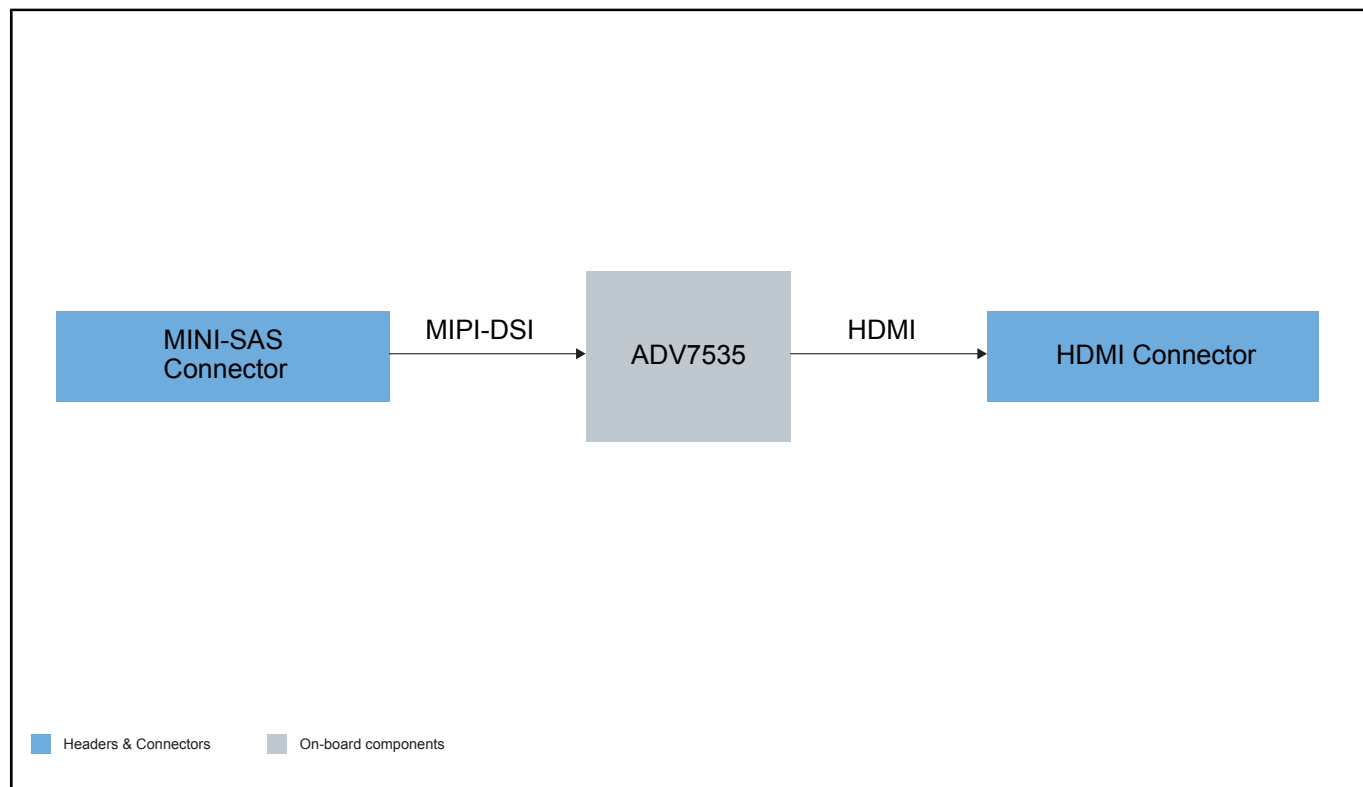 MIPI-DSI
HDMI
MINI-SAS
Connector
ADV7535
HDMI Connector
Headers & Connectors
On-board components